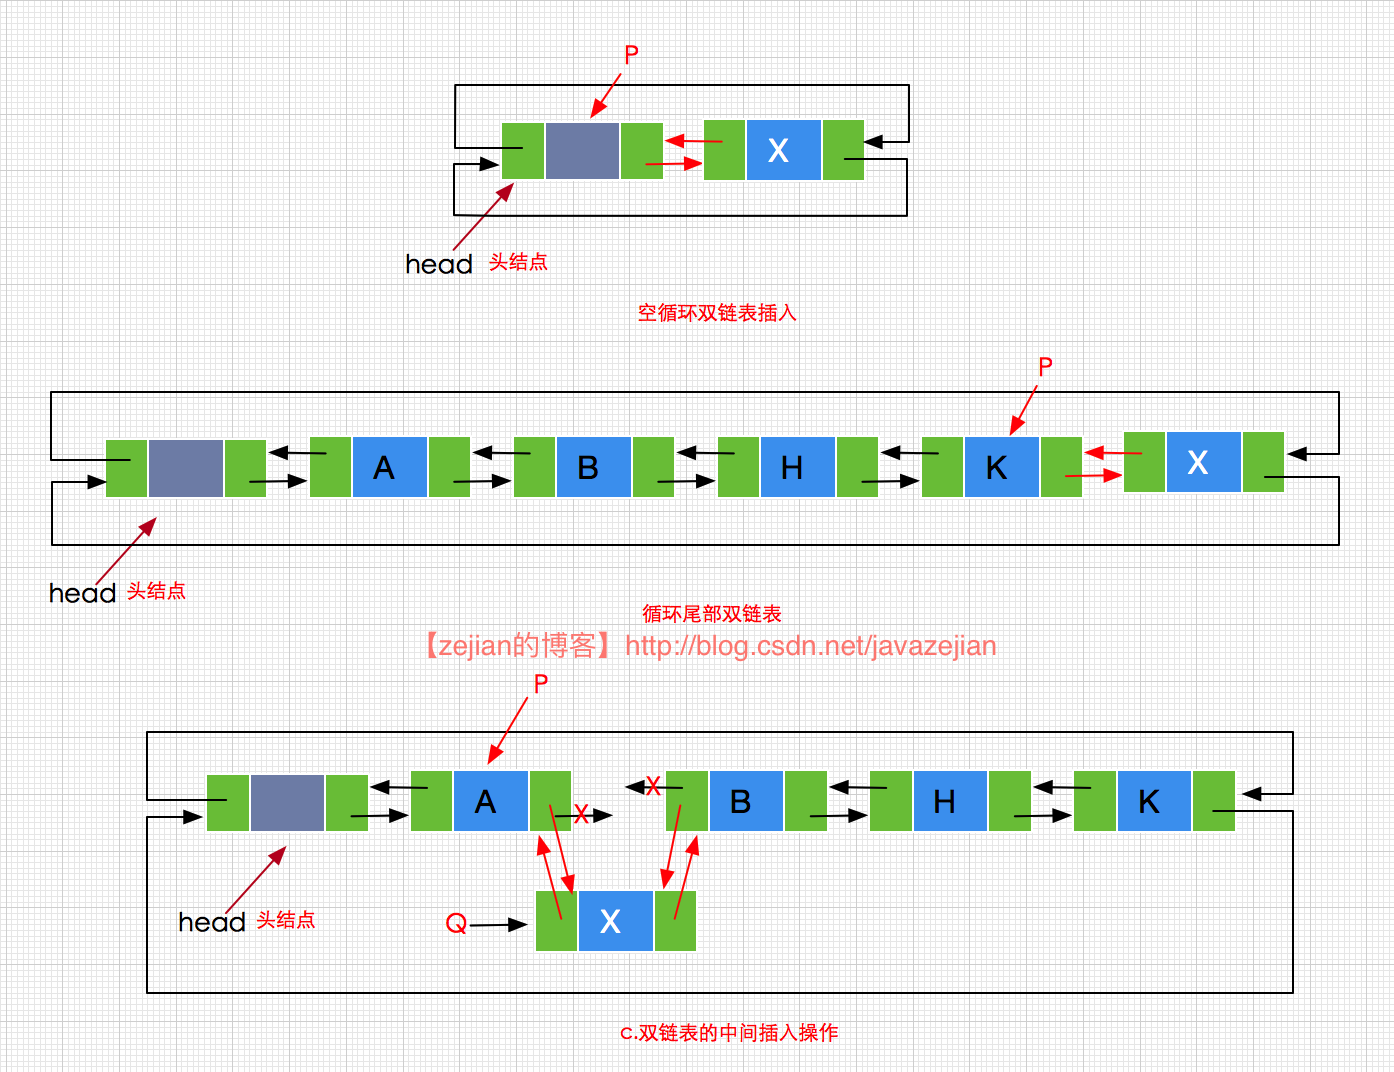 P
X
head 头结点
空循环双链表插入
P
A B H K X
head 头结点
循环尾部双链表
【zejian的博客】http://blog.csdn.net/javazejian
P
X
A B H K
X
head 头结点
Q X
c.双链表的中间插入操作